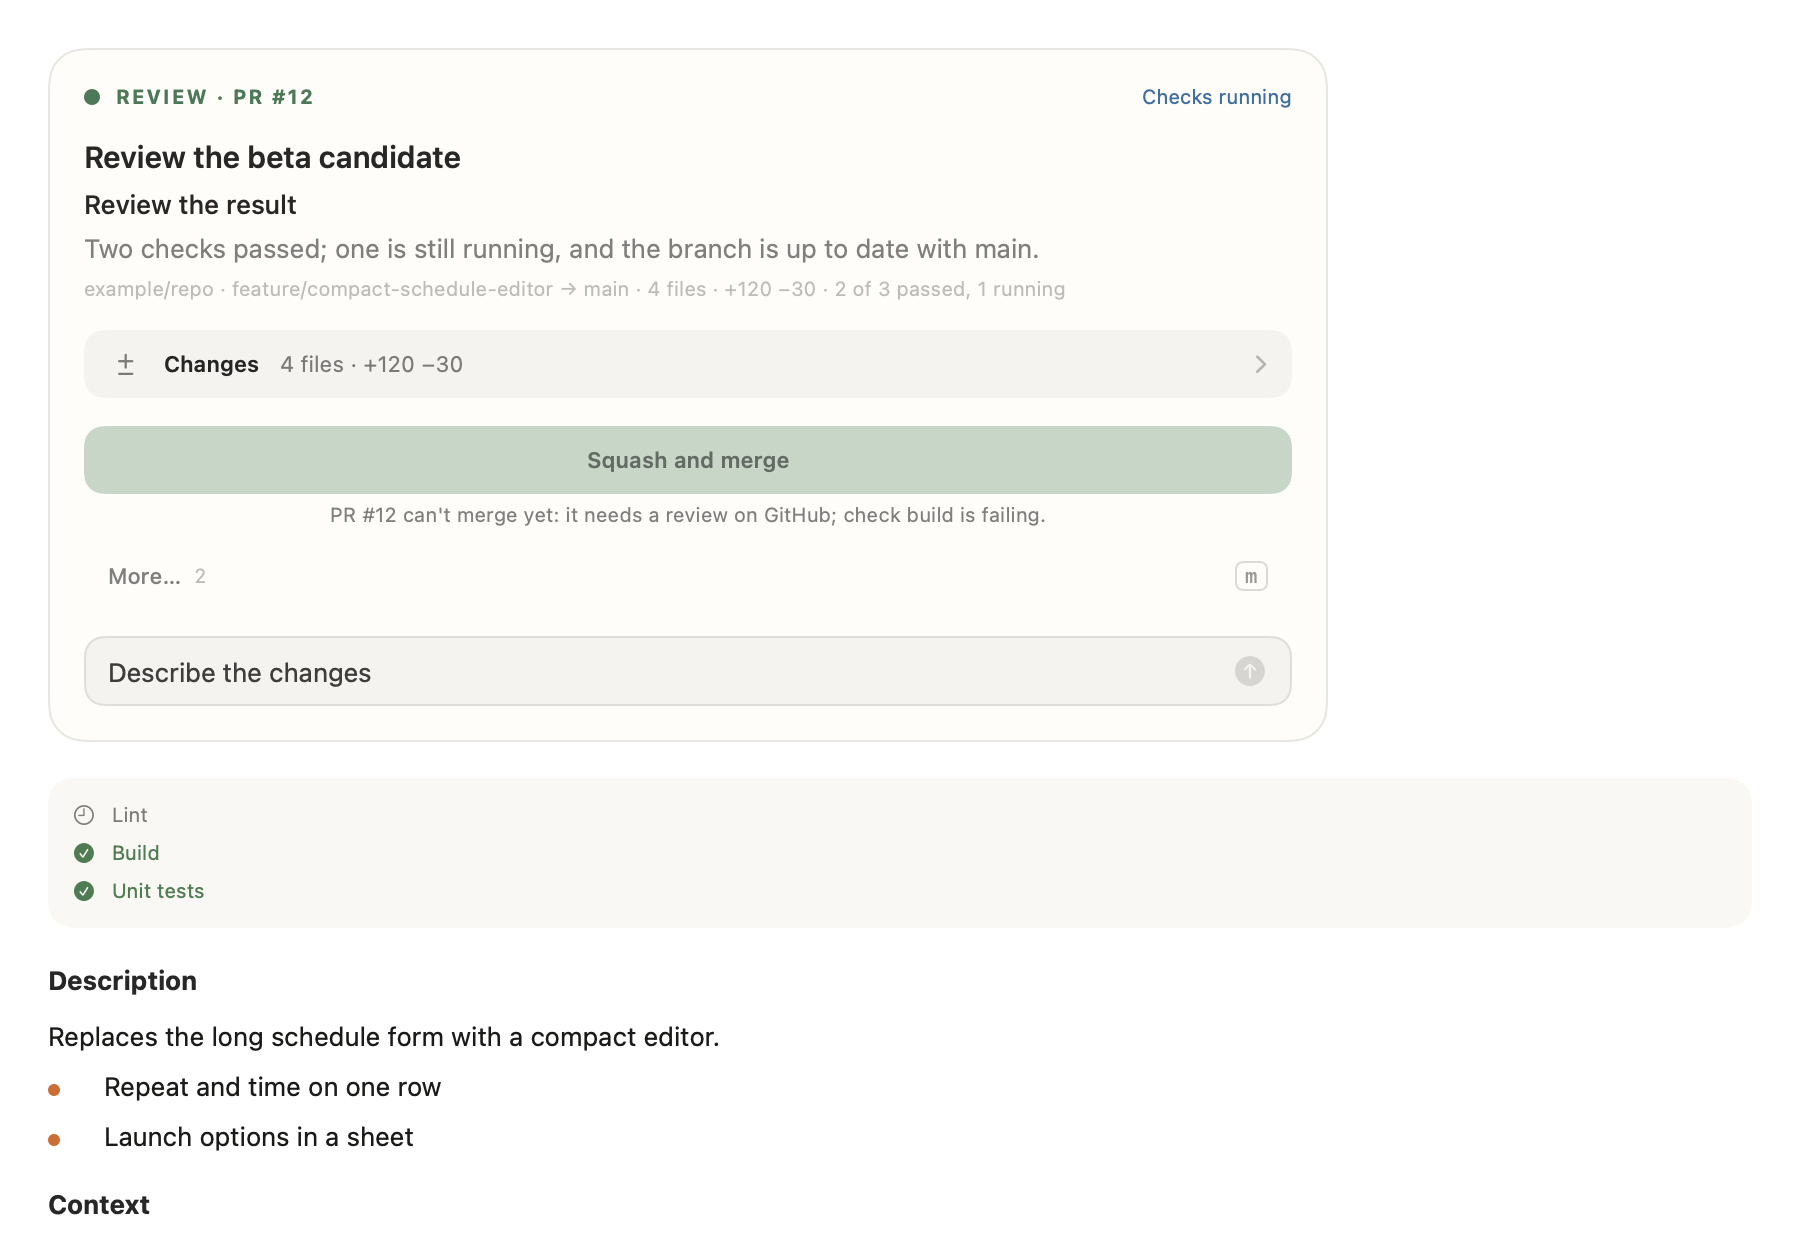 REVIEW · PR #12
Checks running
Review the beta candidate
Review the result
Two checks passed; one is still running, and the branch is up to date with main.
example/repo · feature/compact-schedule-editor → main · 4 files · +120 −30 · 2 of 3 passed, 1 running
± Changes 4 files · +120 −30
Squash and merge
PR #12 can't merge yet: it needs a review on GitHub; check build is failing.
More... 2
m
Describe the changes
Lint
Build
Unit tests
Description
Replaces the long schedule form with a compact editor.
Repeat and time on one row
Launch options in a sheet
Context